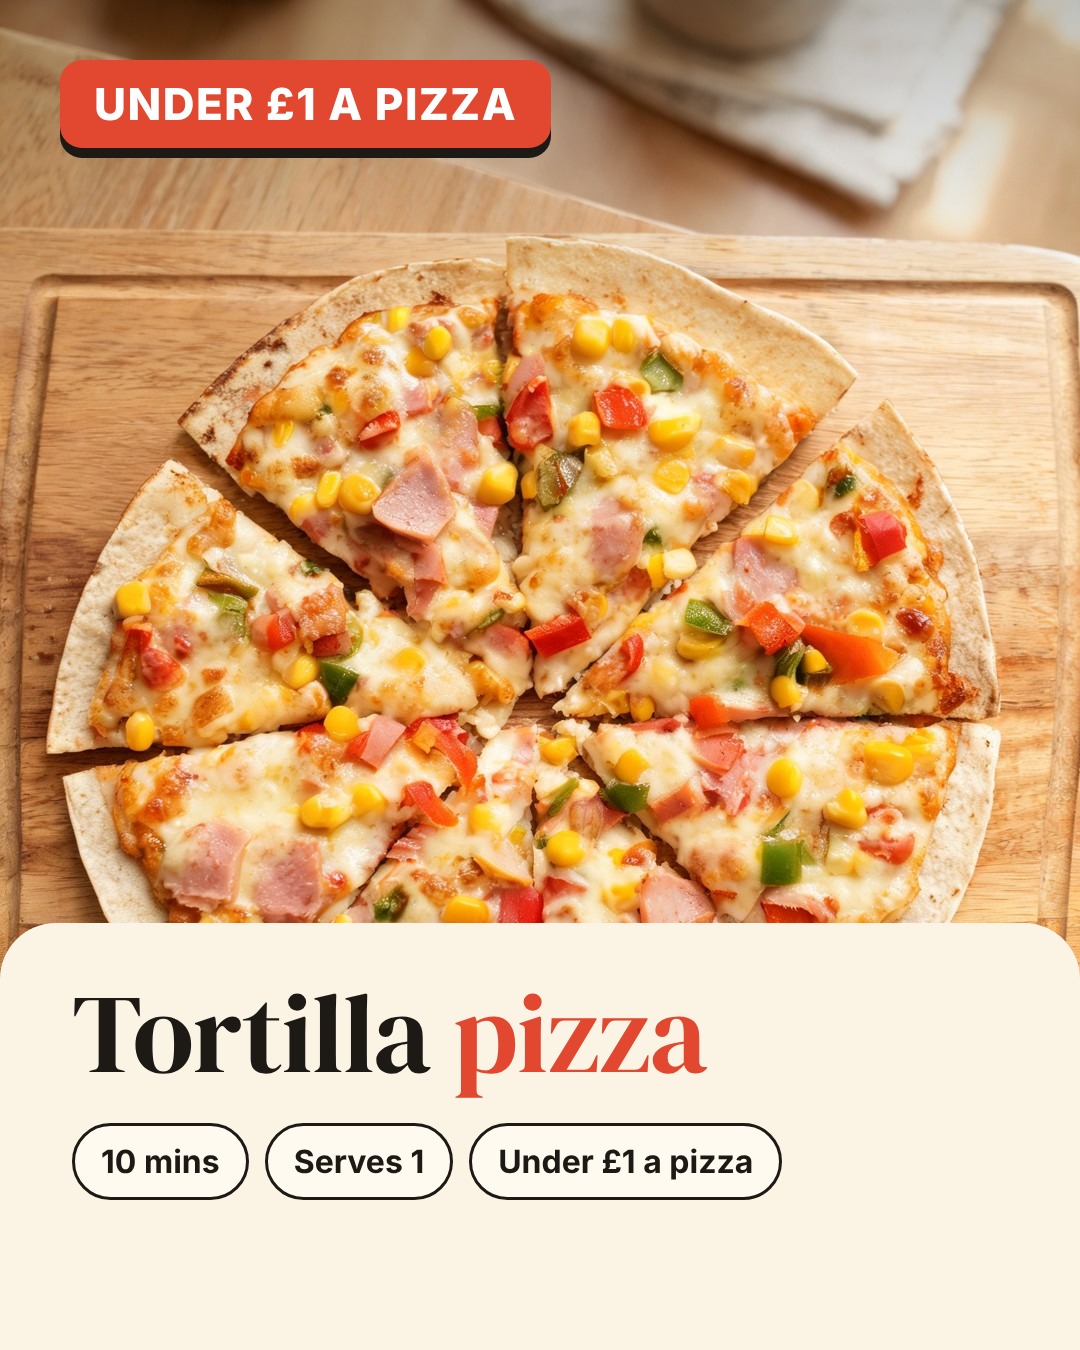 UNDER £1 A PIZZA
Tortilla pizza
10 mins
Serves 1
Under £1 a pizza